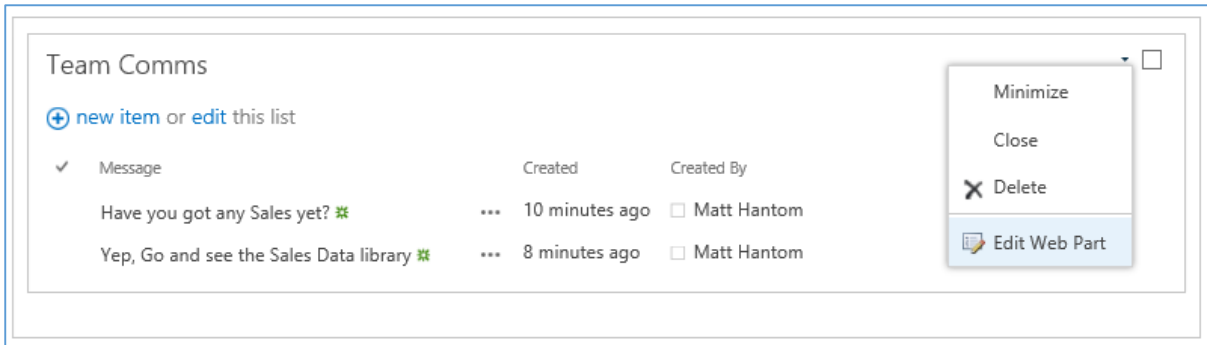 Team Comms
Minimize
new item or edit this list
Close
Message Created Created By
Delete
Have you got any Sales yet? ... 10 minutes ago Matt Hantom
Yep, Go and see the Sales Data library ... 8 minutes ago Matt Hantom
Edit Web Part